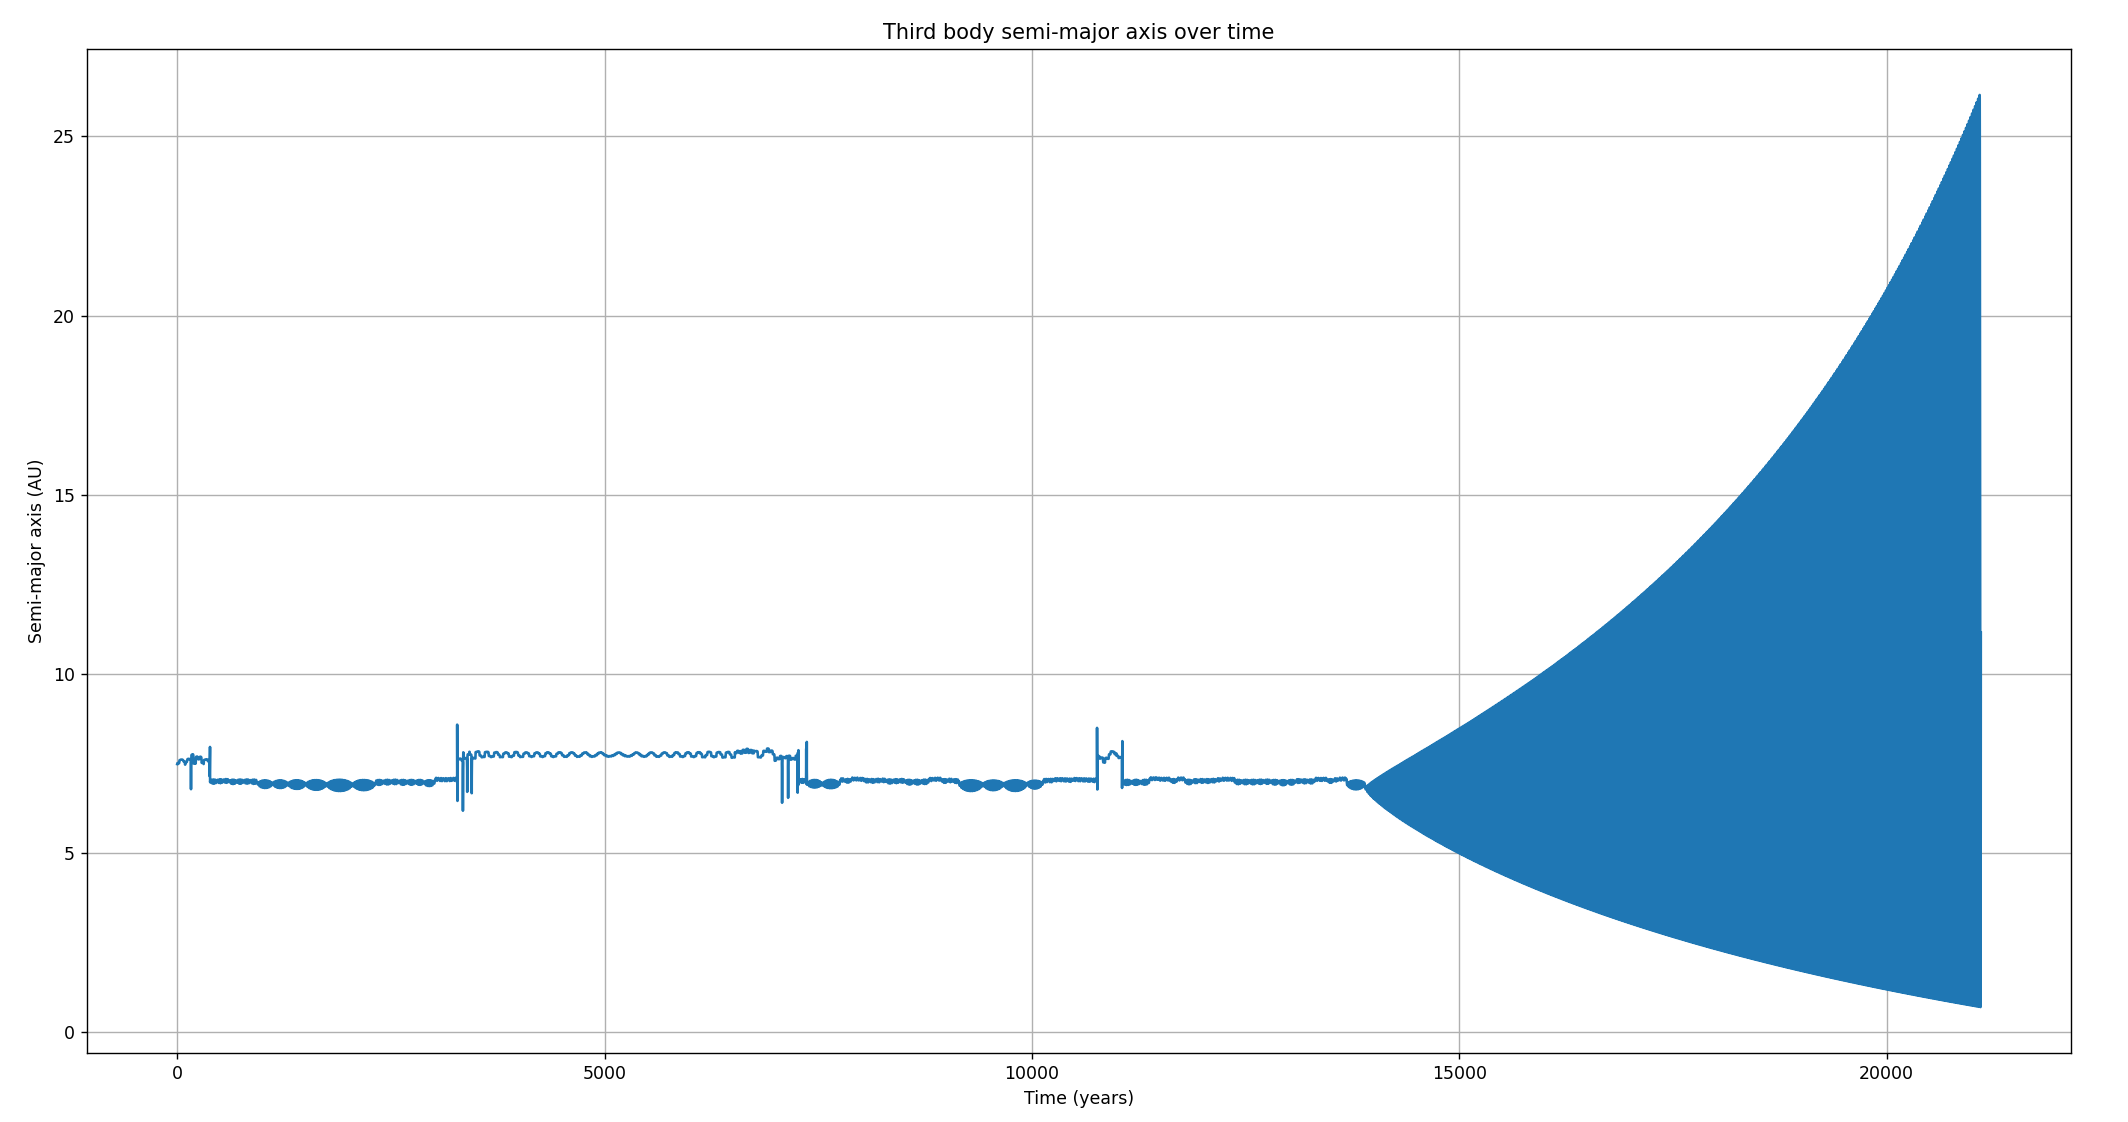 Third body semi-major axis over time
Semi-major axis (AU)
25
20
15
10
5
0
0 5000 10000 15000 20000
Time (years)